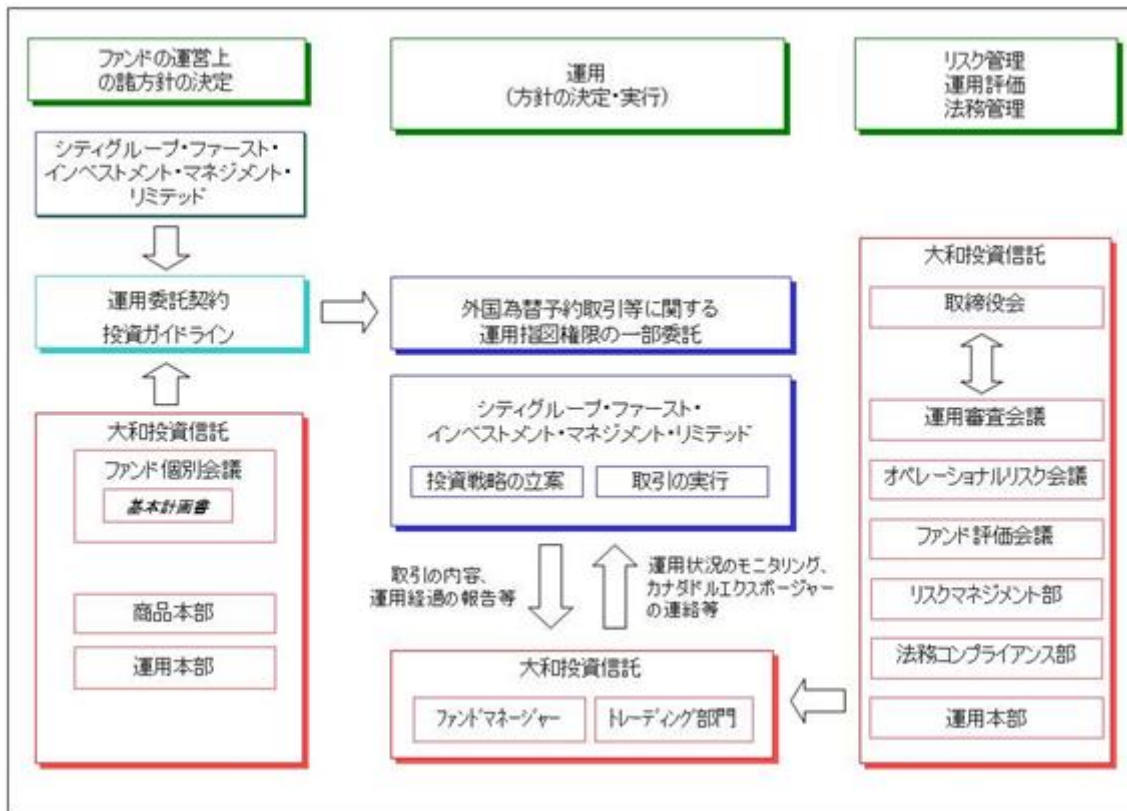 ファンドの運営上
の諸方針の決定
運用
(方針の決定・実行)
リスク管理
運用評価
法務管理
シティグループ・ファースト・
インベストメント・マネジメント・
リミテッド
運用委託契約
投資ガイドライン
大和投資信託
ファンド個別会議
基本計画書
商品本部
運用本部
外国為替予約取引等に関する
運用指図権限の一部委託
シティグループ・ファースト・
インベストメント・マネジメント・リミテッド
投資戦略の立案
取引の実行
取引の内容、
運用経過の報告等
運用状況のモニタリング、
カナダドルエクスポージャー
の連絡等
大和投資信託
ファンドマネージャー
トレーディング部門
大和投資信託
取締役会
運用審査会議
オペレーショナルリスク会議
ファンド評価会議
リスクマネジメント部
法務コンプライアンス部
運用本部